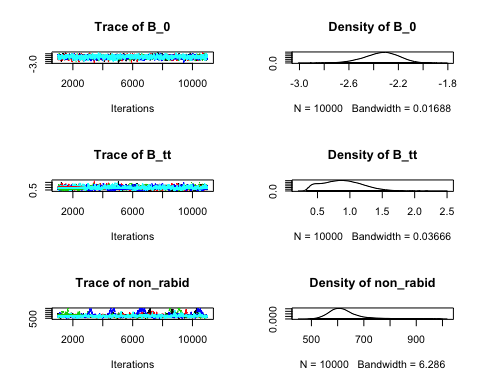 Trace of B_0
Density of B_0
-3.0
2000 6000 10000
Iterations
0.0
-3.0 -2.6 -2.2 -1.8
N = 10000 Bandwidth = 0.01688
Trace of B_tt
Density of B_tt
0.5
2000 6000 10000
Iterations
0.0
0.5 1.0 1.5 2.0 2.5
N = 10000 Bandwidth = 0.03666
Trace of non_rabid
Density of non_rabid
500
2000 6000 10000
Iterations
0.000
500 700 900
N = 10000 Bandwidth = 6.286